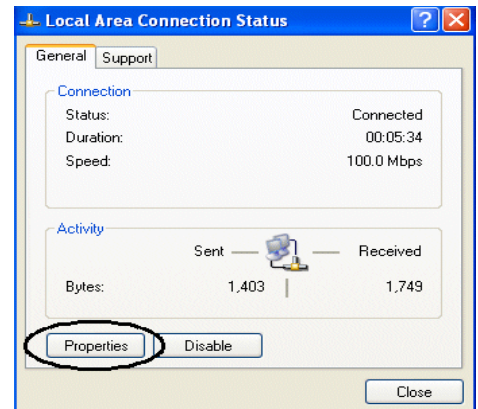 Local Area Connection Status
General Support
Connection
Status: Connected
Duration: 00:05:34
Speed: 100.0 Mbps
Activity
Sent Received
Bytes: 1,403 1,749
Properties Disable
Close